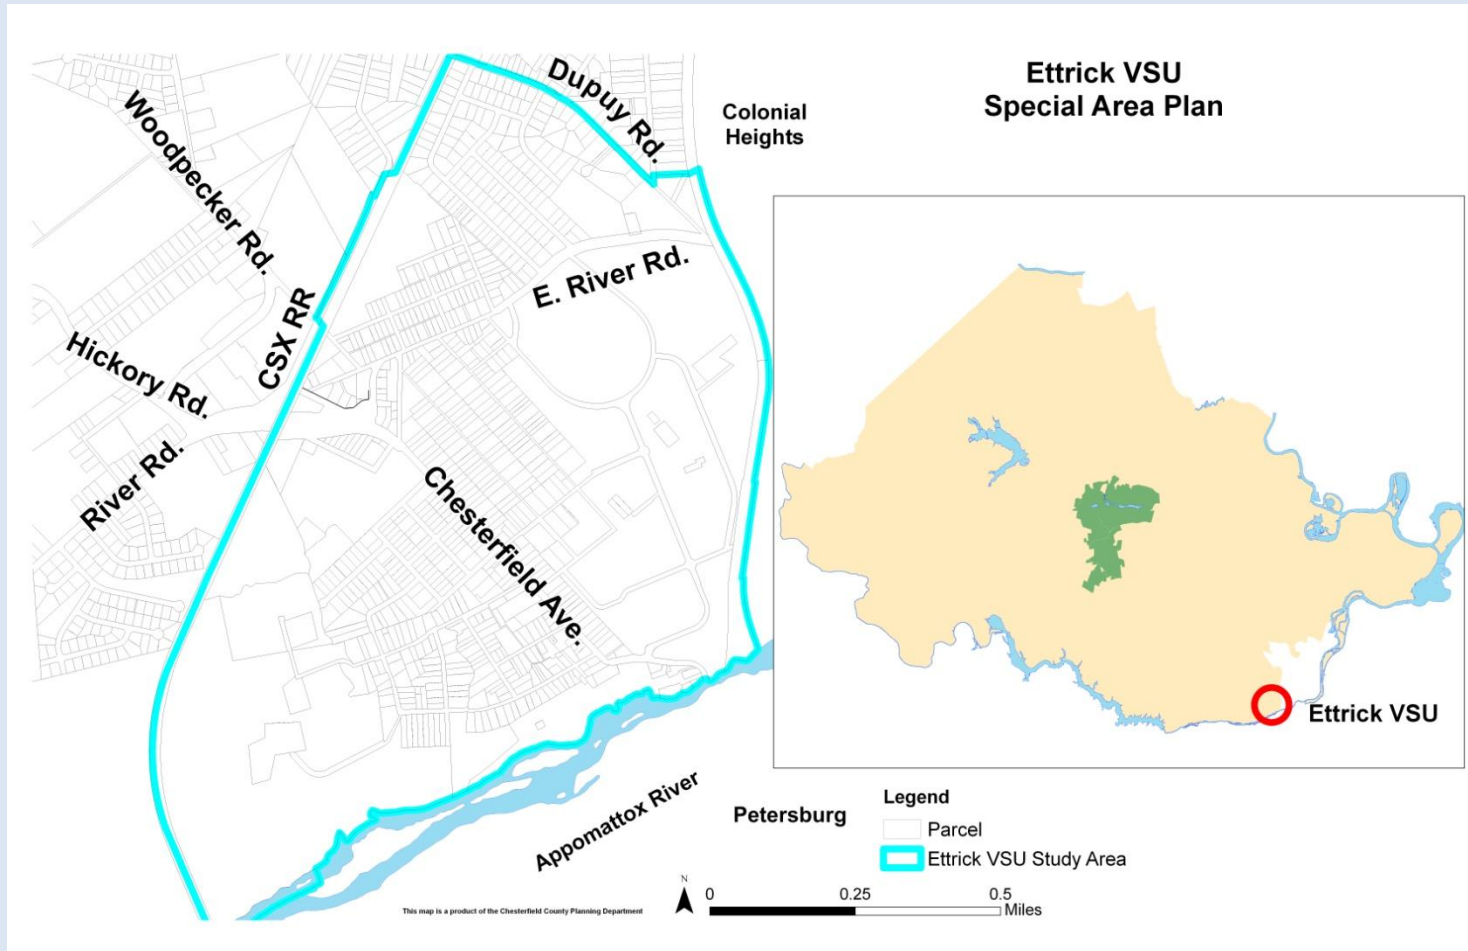 Ettrick VSU
Special Area Plan
Dupuy Rd.
Colonial
Heights
Woodpecker Rd.
E. River Rd.
CSX RR
Hickory Rd.
River Rd.
Chesterfield Ave.
Ettrick VSU
Appomattox River
Petersburg
Legend
Parcel
Ettrick VSU Study Area
N
0 0.25 0.5
Miles
This map is a product of the Chesterfield County Planning Department